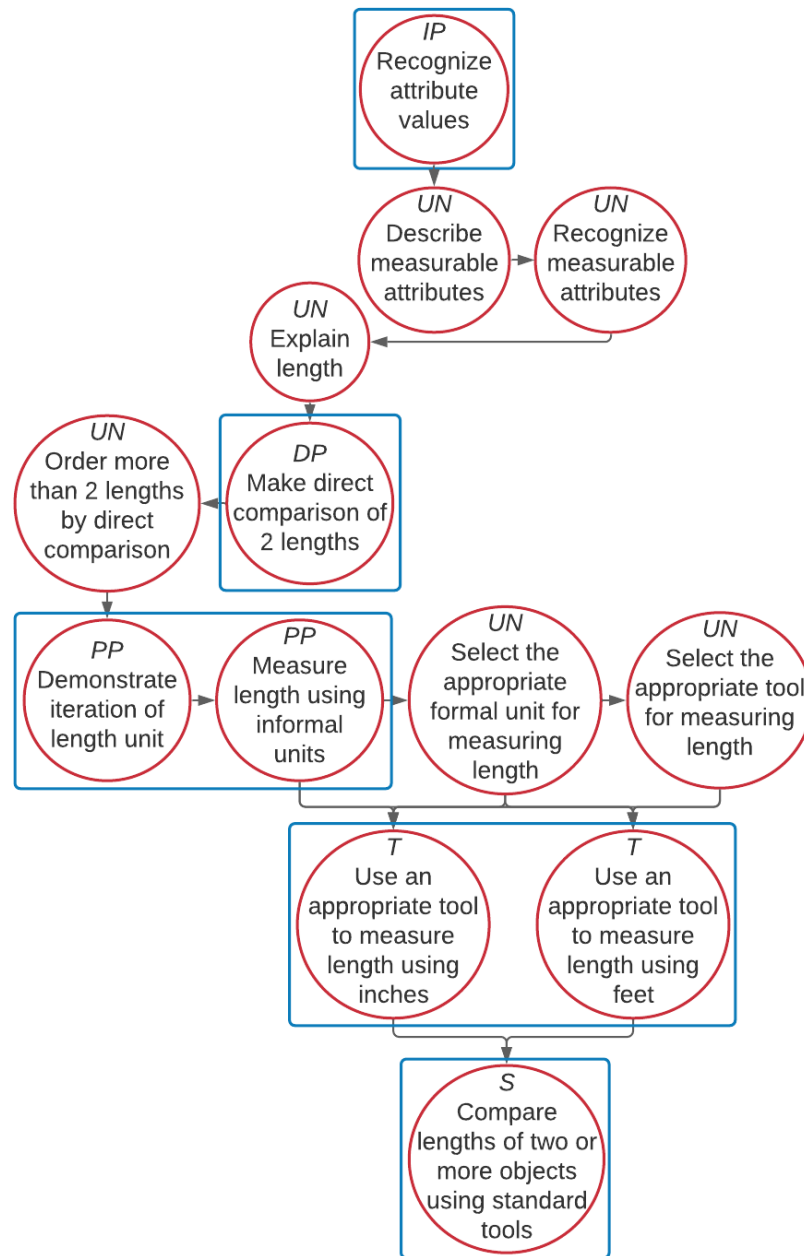 IP
Recognize
attribute
values
UN
Describe
measurable
attributes
UN
Recognize
measurable
attributes
UN
Explain
length
DP
Make direct
comparison of
2 lengths
UN
Order more
than 2 lengths
by direct
comparison
PP
Demonstrate
iteration of
length unit
PP
Measure
length using
informal
units
UN
Select the
appropriate
formal unit for
measuring
length
UN
Select the
appropriate tool
for measuring
length
T
Use an
appropriate tool
to measure
length using
inches
T
Use an
appropriate tool
to measure
length using
feet
S
Compare
lengths of two or
more objects
using standard
tools